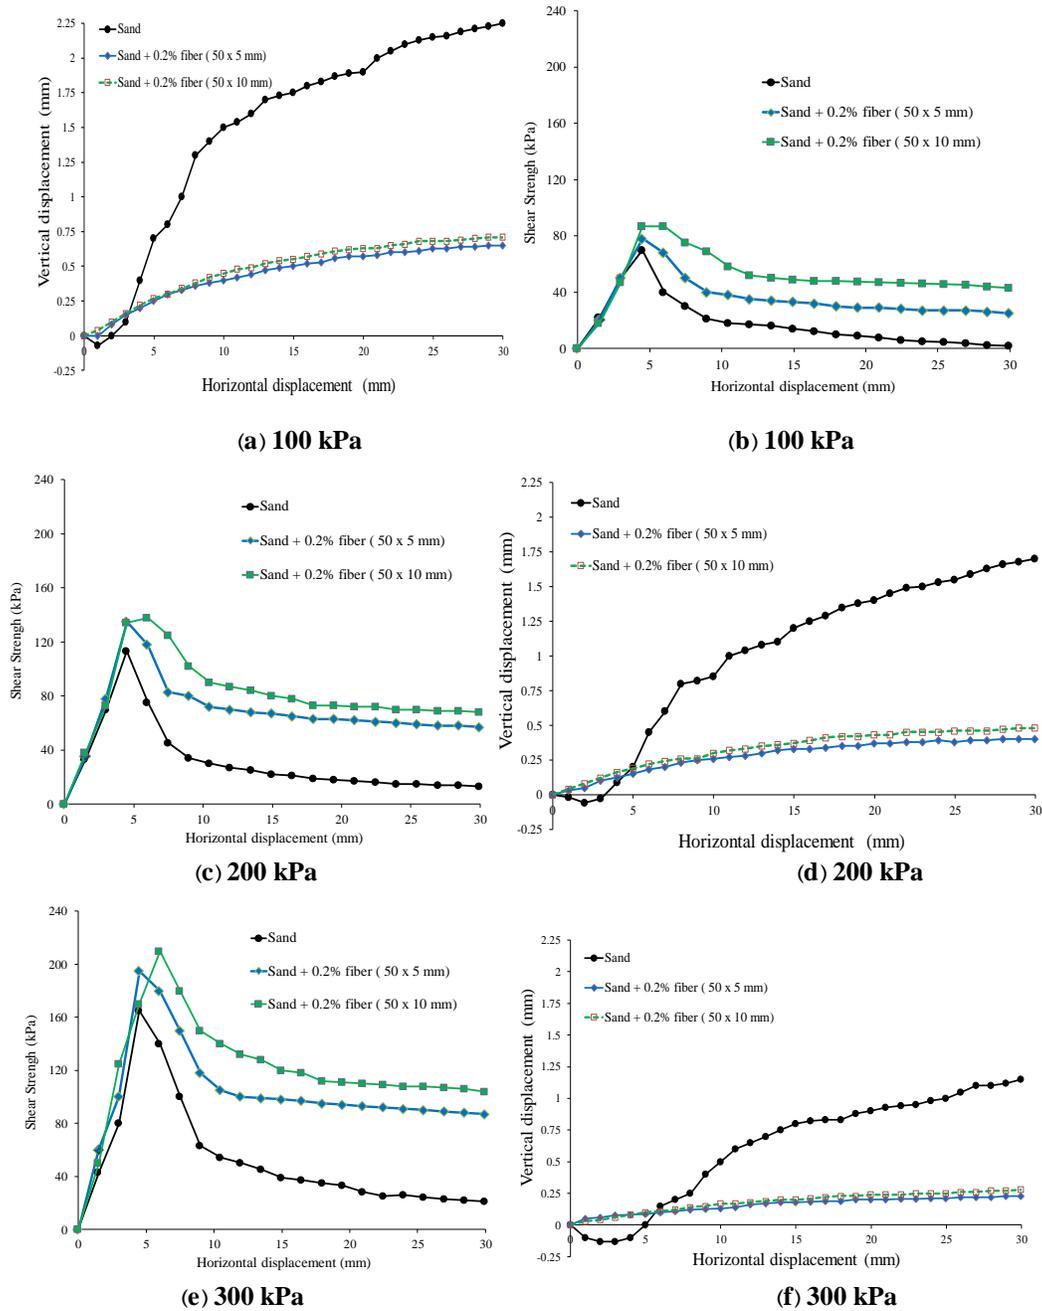 2.25
2
1.75
1.5
1.25
1
0.75
0.5
0.25
0
-0.25
0
5
10
15
20
25
30
Vertical displacement (mm)
Horizontal displacement (mm)
Sand
Sand + 0.2% fiber ( 50 x 5 mm)
Sand + 0.2% fiber ( 50 x 10 mm)
(a) 100 kPa
240
200
160
120
80
40
0
0
5
10
15
20
25
30
Shear Strengh (kPa)
Horizontal displacement (mm)
Sand
Sand + 0.2% fiber ( 50 x 5 mm)
Sand + 0.2% fiber ( 50 x 10 mm)
(b) 100 kPa
240
200
160
120
80
40
0
0
5
10
15
20
25
30
Shear Strengh (kPa)
Horizontal displacement (mm)
Sand
Sand + 0.2% fiber ( 50 x 5 mm)
Sand + 0.2% fiber ( 50 x 10 mm)
(c) 200 kPa
2.25
2
1.75
1.5
1.25
1
0.75
0.5
0.25
0
-0.25
0
5
10
15
20
25
30
Vertical displacement (mm)
Horizontal displacement (mm)
Sand
Sand + 0.2% fiber ( 50 x 5 mm)
Sand + 0.2% fiber ( 50 x 10 mm)
(d) 200 kPa
240
200
160
120
80
40
0
0
5
10
15
20
25
30
Shear Strengh (kPa)
Horizontal displacement (mm)
Sand
Sand + 0.2% fiber ( 50 x 5 mm)
Sand + 0.2% fiber ( 50 x 10 mm)
(e) 300 kPa
2.25
2
1.75
1.5
1.25
1
0.75
0.5
0.25
0
-0.25
0
5
10
15
20
25
30
Vertical displacement (mm)
Horizontal displacement (mm)
Sand
Sand + 0.2% fiber ( 50 x 5 mm)
Sand + 0.2% fiber ( 50 x 10 mm)
(f) 300 kPa